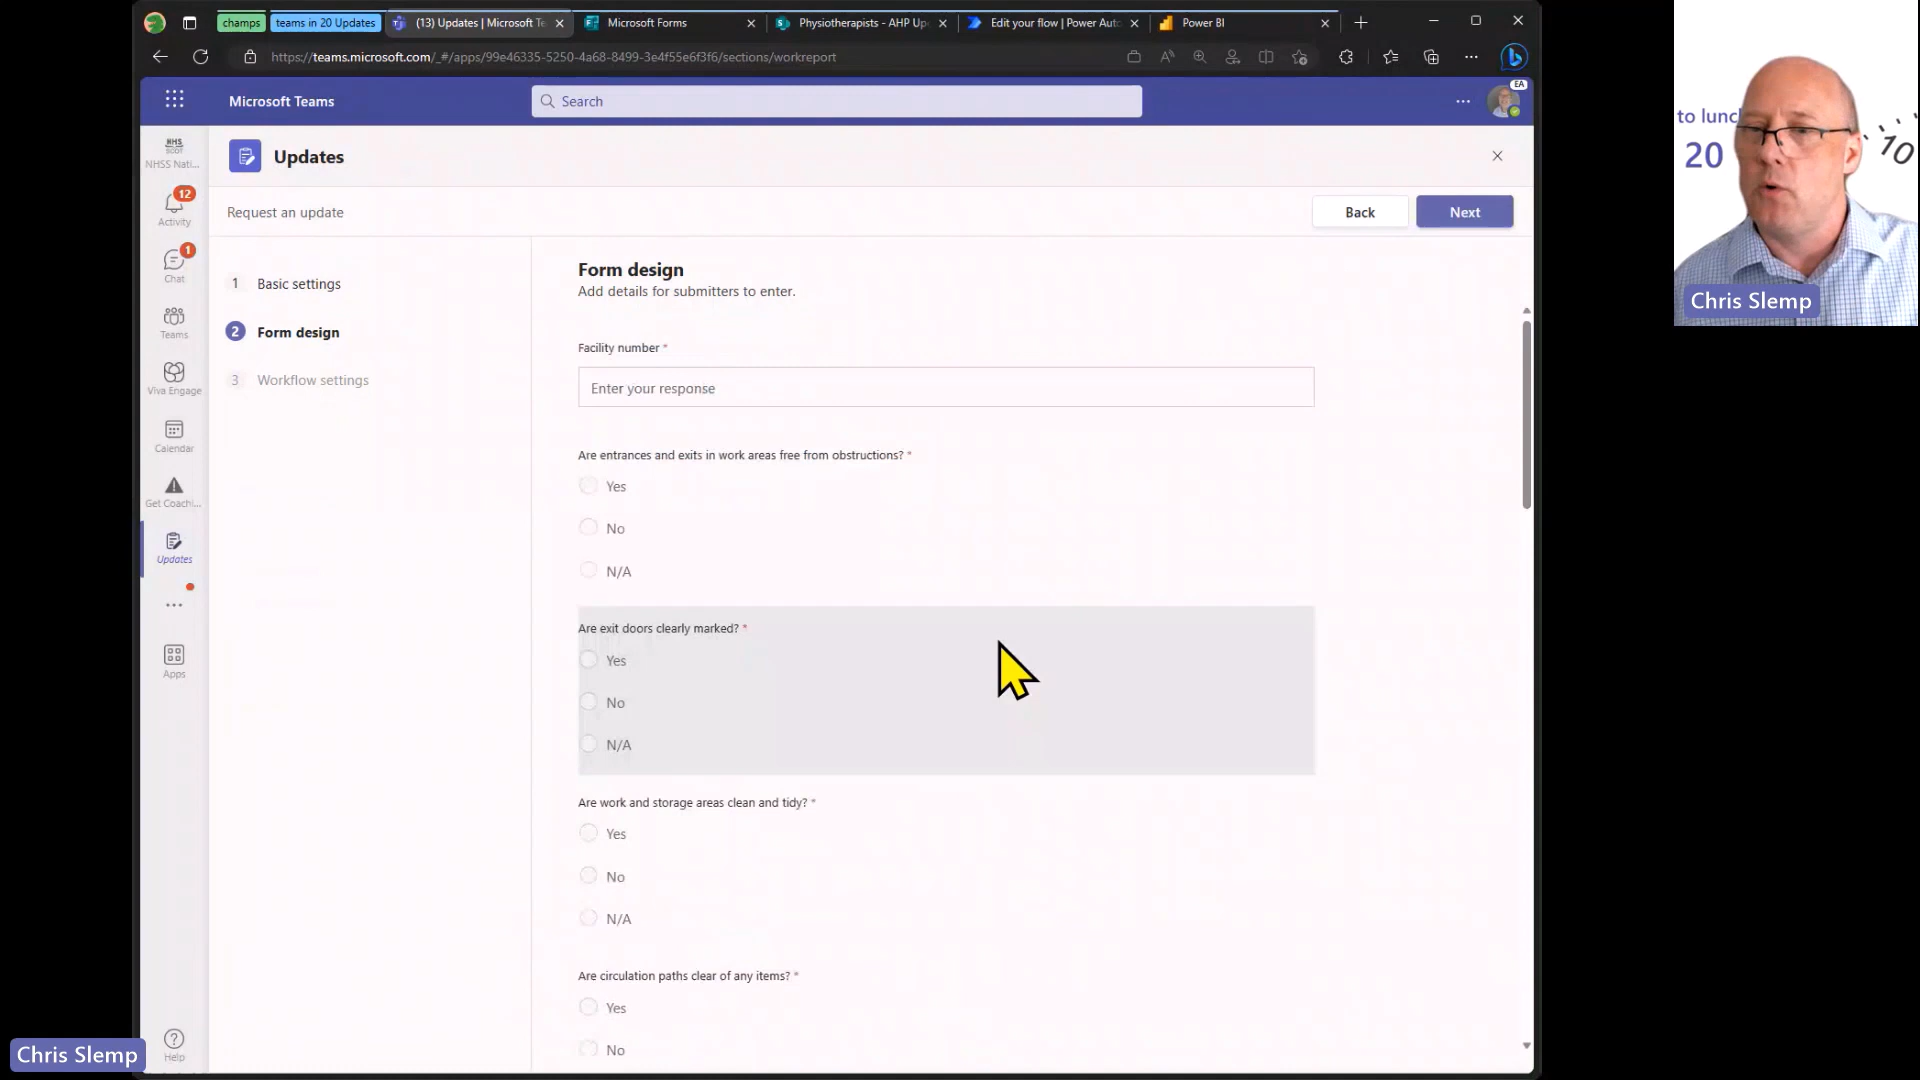 champs
teams in 20 Updates
(13) Updates | Microsoft Te
Microsoft Forms
Physiotherapists - AHP Up
Edit your flow | Power Aut
Power BI
https://teams.microsoft.com/_#/apps/99e46335-5250-4a68-8499-3e4f55e6f3f6/sections/workreport
Microsoft Teams
Search
EA
NHSS Nati...
12
Activity
1
Chat
Teams
Viva Engage
Calendar
Get Coachi...
Updates
...
Apps
Help
Updates
Request an update
Back
Next
1 Basic settings
2 Form design
3 Workflow settings
Form design
Add details for submitters to enter.
Facility number *
Enter your response
Are entrances and exits in work areas free from obstructions? *
Yes
No
N/A
Are exit doors clearly marked? *
Yes
No
N/A
Are work and storage areas clean and tidy? *
Yes
No
N/A
Are circulation paths clear of any items? *
Yes
No
to lunc
20
10
Chris Slemp
Chris Slemp